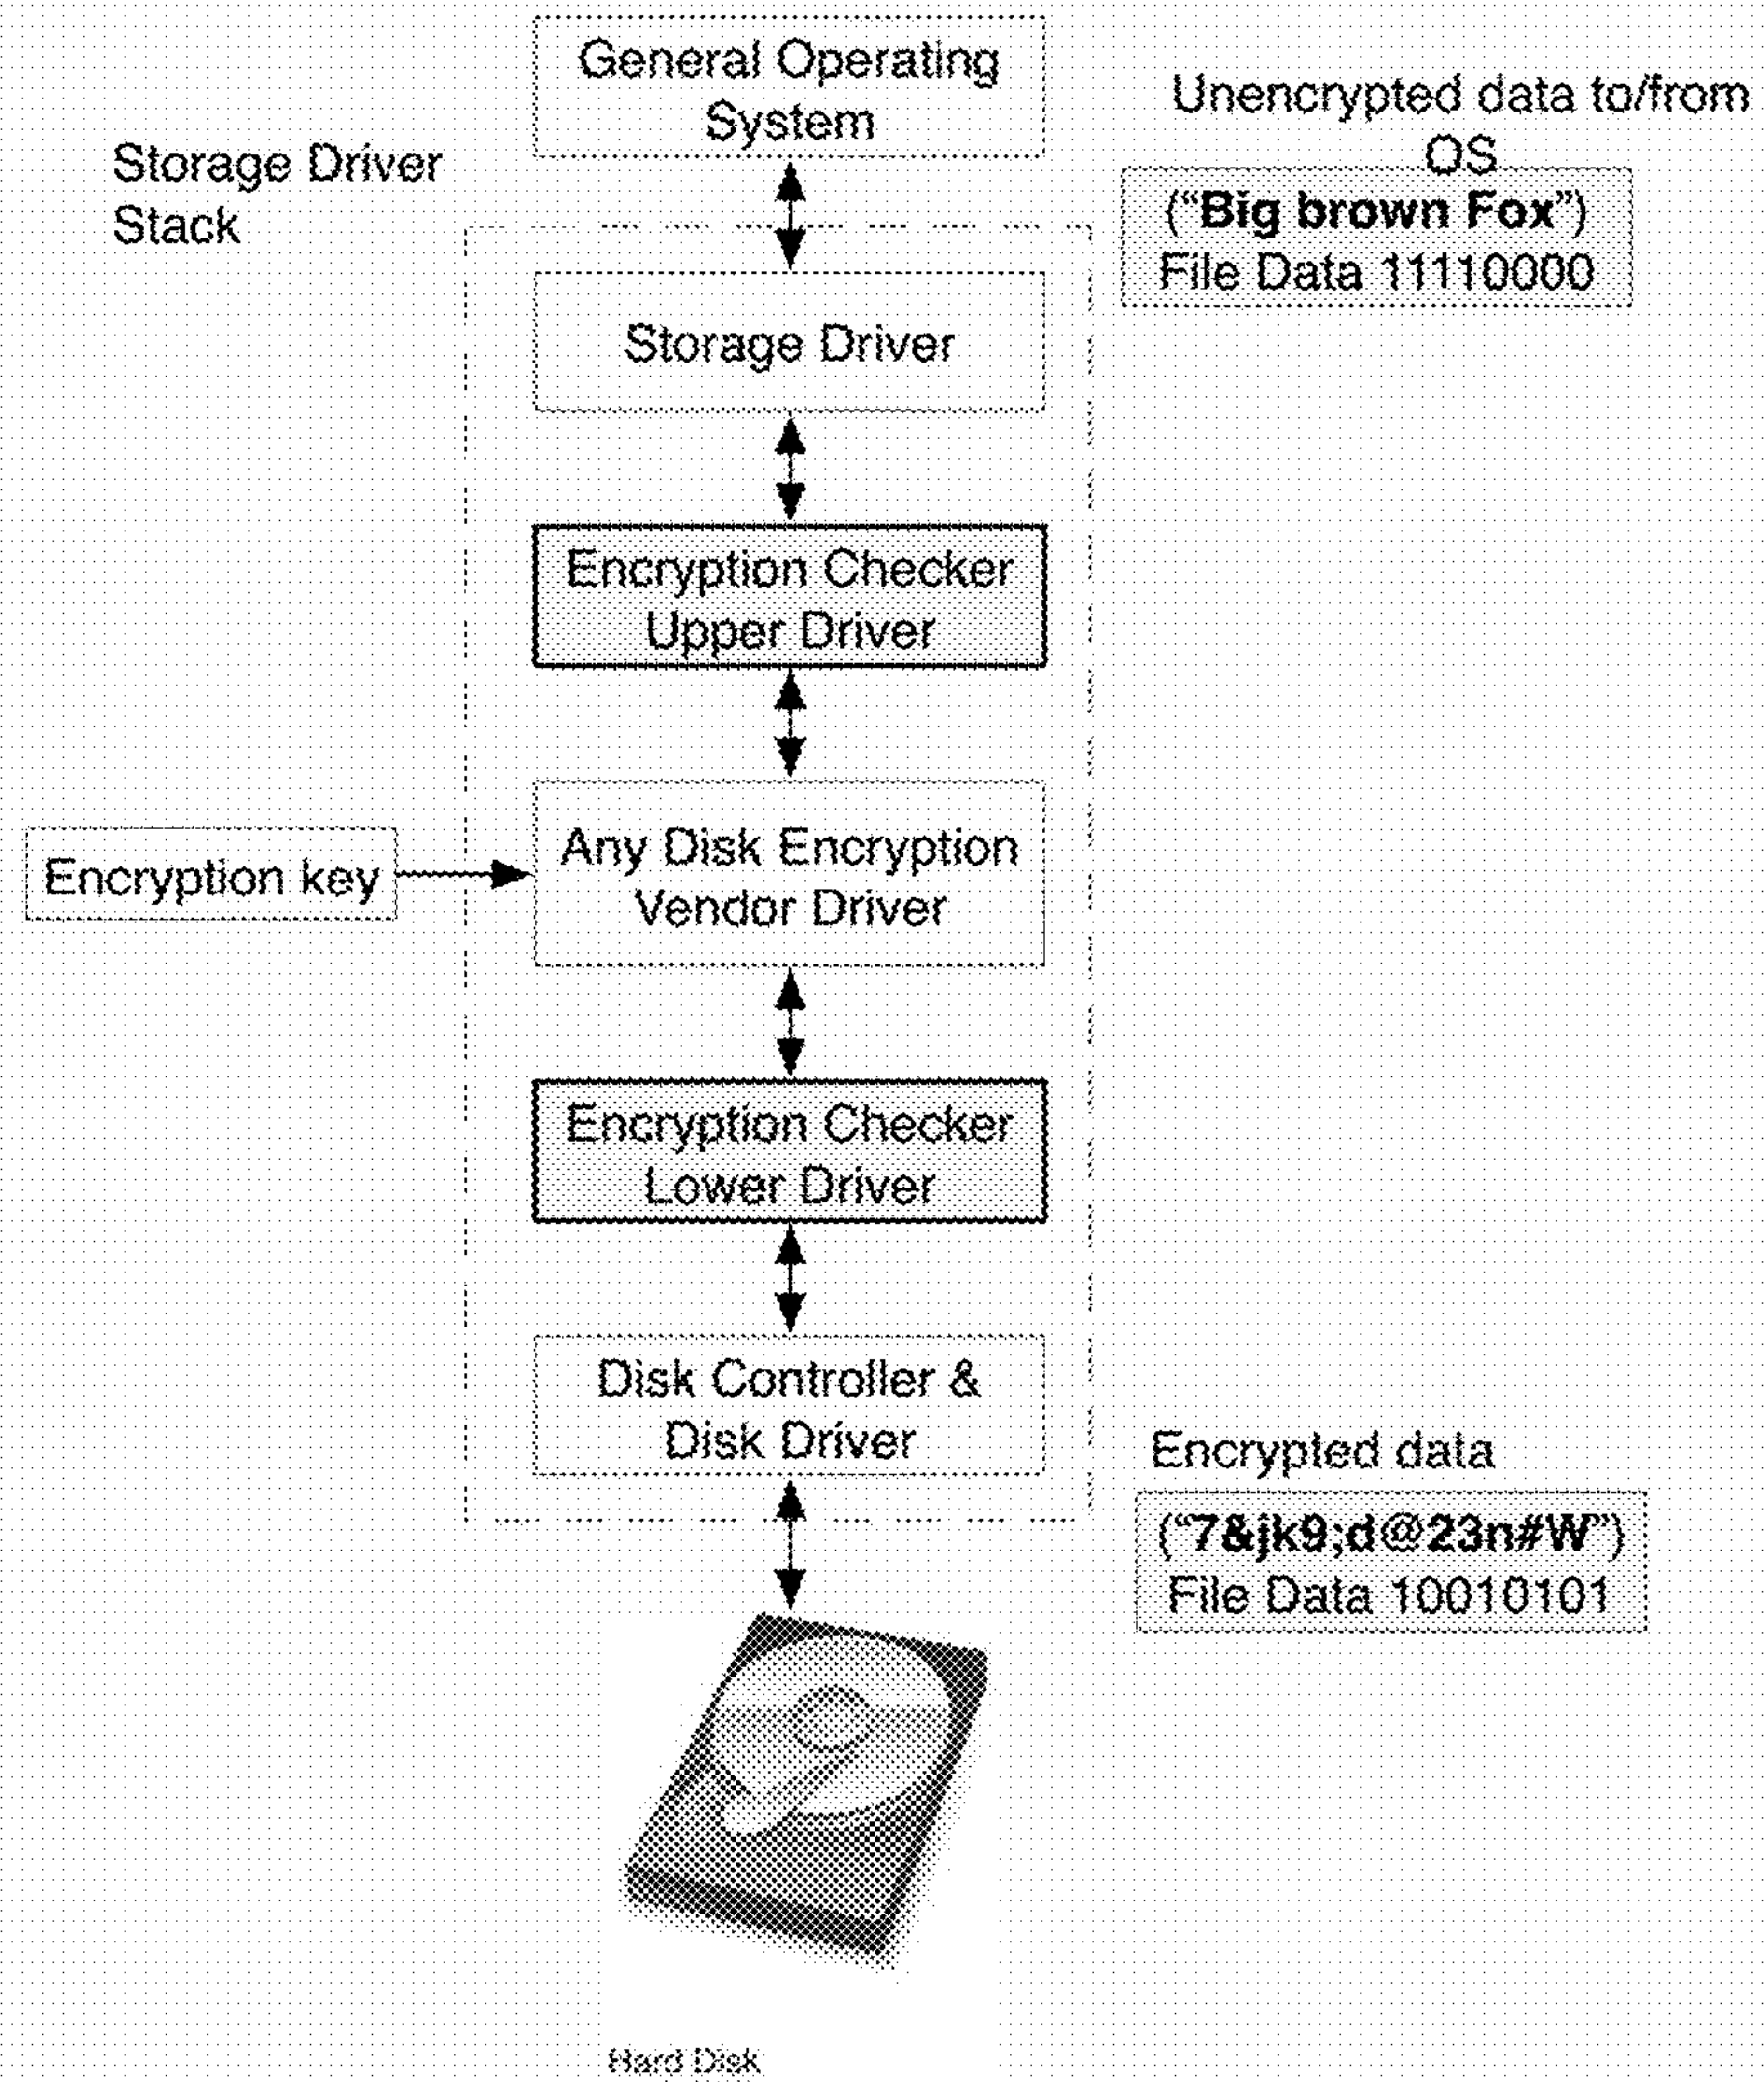 General Operating
System
Unencrypted data to/from
OS
("Big brown Fox")
File Data 11110000
Storage Driver
Stack
Storage Driver
Encryption Checker
Upper Driver
Encryption key
Any Disk Encryption
Vendor Driver
Encryption Checker
Lower Driver
Disk Controller &
Disk Driver
Encrypted data
("7&jk9;d@23n#W")
File Data 10010101
Hard Disk